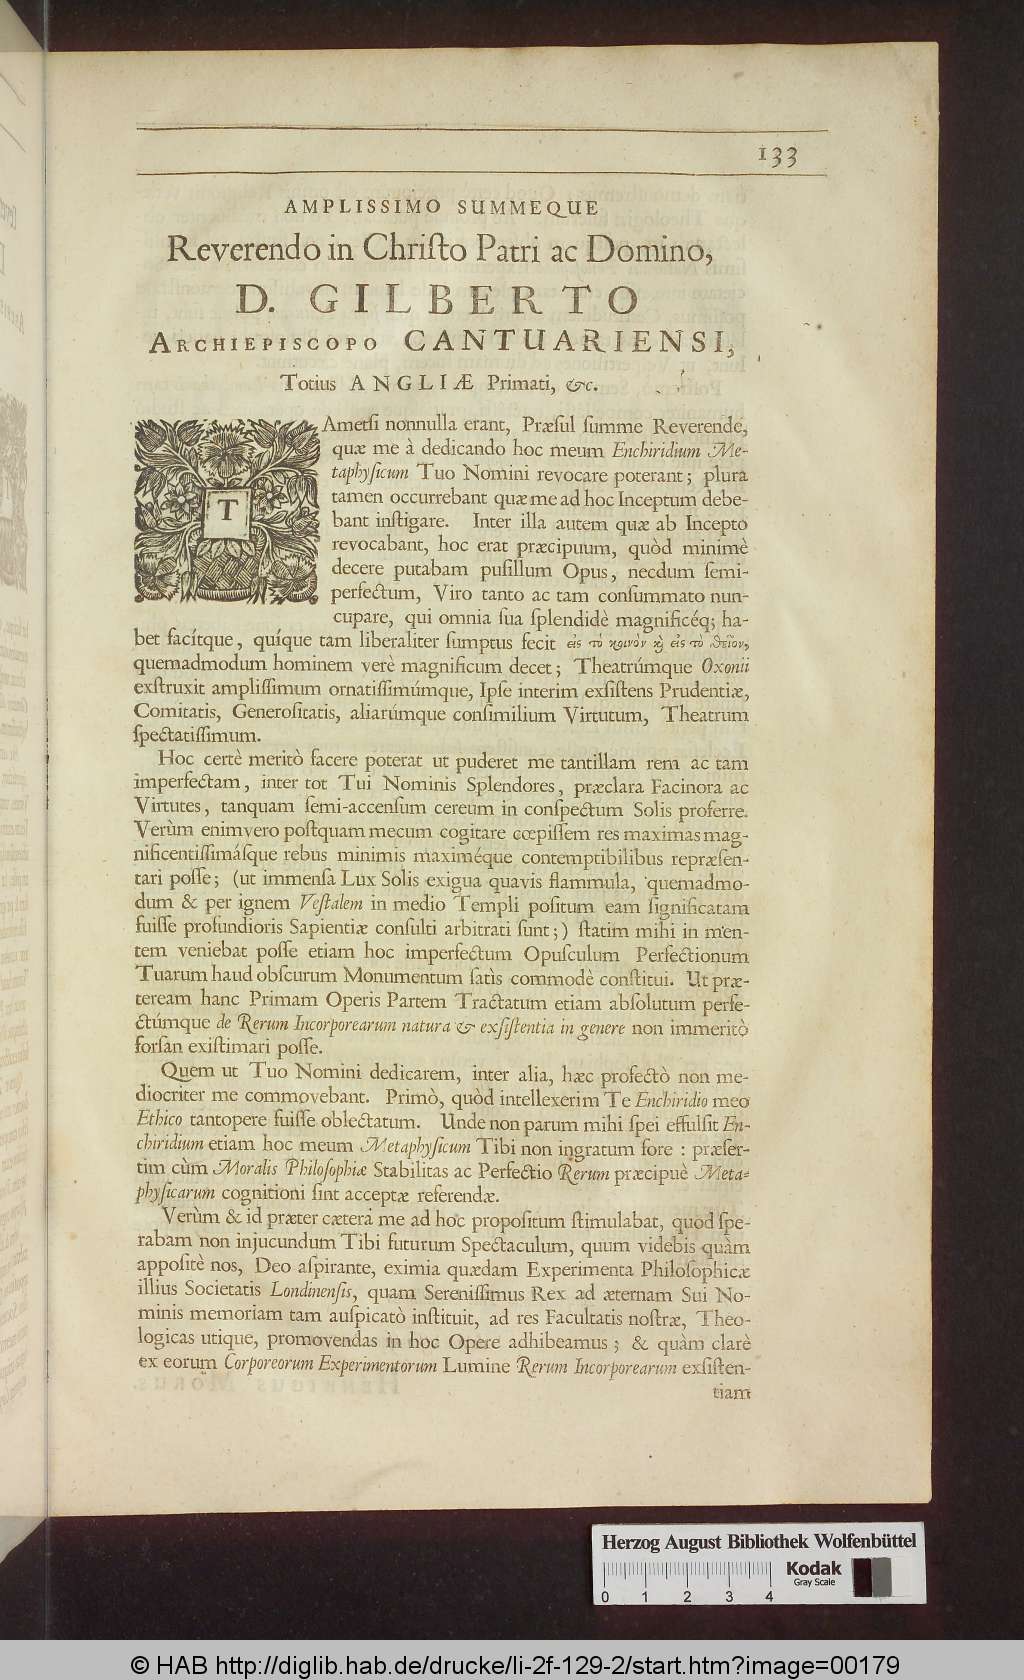 133
AMPLISSIMO SUMMEQUE
Reverendo in Chriſto Patri ac Domino,
D. GILBERTO
ARCHIEPISCOPO CANTUARIENSI,
Totius ANGLIÆ Primati, &c.
TAmetſi nonnulla erant, Præſul ſumme Reverende,
quæ me à dedicando hoc meum Enchiridium Me-
taphyſicum Tuo Nomini revocare poterant; plura
tamen occurrebant quæ me ad hoc Inceptum debe-
bant inſtigare. Inter illa autem quæ ab Incepto
revocabant, hoc erat præcipuum, quòd minimè
decere putabam puſillum Opus, necdum ſemi-
perfectum, Viro tanto ac tam conſummato nun-
cupare, qui omnia ſua ſplendidè magnificéq; ha-
bet facítque, quíque tam liberaliter ſumptus fecit εἰς τὸ κοινὸν κὴ εἰς τὸ θεῖον,
quemadmodum hominem verè magnificum decet; Theatrúmque Oxonii
exſtruxit ampliſſimum ornatiſſimúmque, Ipſe interim exſiſtens Prudentiæ,
Comitatis, Generoſitatis, aliarúmque conſimilium Virtutum, Theatrum
ſpectatiſſimum.
Hoc certè meritò facere poterat ut puderet me tantillam rem ac tam
imperfectam, inter tot Tui Nominis Splendores, præclara Facinora ac
Virtutes, tanquam ſemi-accenſum cereum in conſpectum Solis proferre.
Verùm enimvero poſtquam mecum cogitare cœpiſſem res maximas mag-
nificentiſſimáſque rebus minimis maximéque contemptibilibus repræſen-
tari poſſe; (ut immenſa Lux Solis exigua quavis flammula, quemadmo-
dum & per ignem Veſtalem in medio Templi poſitum eam ſignificatam
fuiſſe profundioris Sapientiæ conſulti arbitrati ſunt;) ſtatim mihi in men-
tem veniebat poſſe etiam hoc imperfectum Opuſculum Perfectionum
Tuarum haud obſcurum Monumentum ſatìs commodè conſtitui. Ut præ-
teream hanc Primam Operis Partem Tractatum etiam abſolutum perfe-
ctúmque de Rerum Incorporearum natura & exſiſtentia in genere non immeritò
forſan exiſtimari poſſe.
Quem ut Tuo Nomini dedicarem, inter alia, hæc profectò non me-
diocriter me commovebant. Primò, quòd intellexerim Te Enchiridio meo
Ethico tantopere fuiſſe oblectatum. Unde non parum mihi ſpei effulſit En-
chiridium etiam hoc meum Metaphyſicum Tibi non ingratum fore : præſer-
tim cùm Moralis Philoſophiæ Stabilitas ac Perfectio Rerum præcipuè Meta-
phyſicarum cognitioni ſint acceptæ referendæ.
Verùm & id præter cætera me ad hoc propoſitum ſtimulabat, quod ſpe-
rabam non injucundum Tibi futurum Spectaculum, quum videbis quàm
appoſitè nos, Deo aſpirante, eximia quædam Experimenta Philoſophicæ
illius Societatis Londinenſis, quam Sereniſſimus Rex ad æternam Sui No-
minis memoriam tam auſpicatò inſtituit, ad res Facultatis noſtræ, Theo-
logicas utique, promovendas in hoc Opere adhibeamus ; & quàm clarè
ex eorum Corporeorum Experimentorum Lumine Rerum Incorporearum exſiſten-
tiam
Herzog August Bibliothek Wolfenbüttel
Kodak
Gray Scale
0 1 2 3 4
© HAB http://diglib.hab.de/drucke/li-2f-129-2/start.htm?image=00179